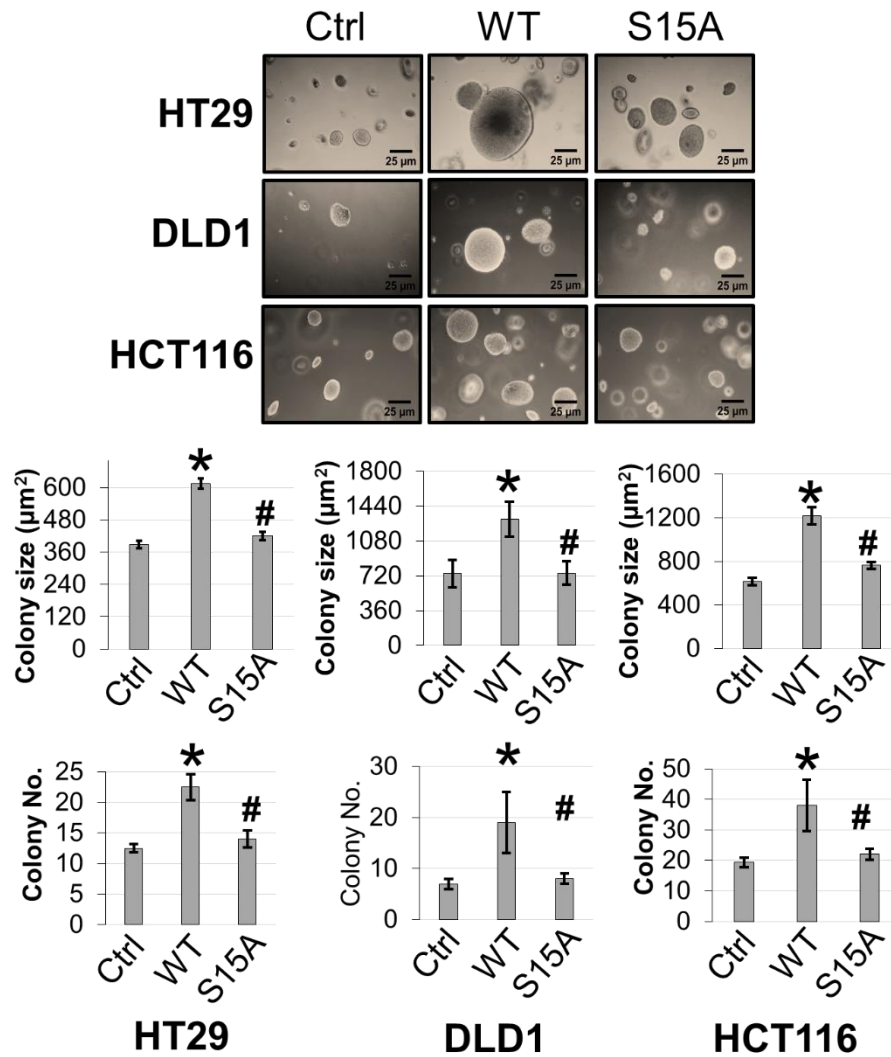 Ctrl WT S15A
HT29
25 µm 25 µm 25 µm
DLD1
25 µm 25 µm 25 µm
HCT116
25 µm 25 µm 25 µm
Colony size (µm²)
600
480
360
240
120
0
*
#
Ctrl WT S15A
Colony size (µm²)
1800
1440
1080
720
360
0
*
#
Ctrl WT S15A
Colony size (µm²)
1600
1200
800
400
0
*
#
Ctrl WT S15A
Colony No.
25
20
15
10
5
0
*
#
Ctrl WT S15A
HT29
Colony No.
30
20
10
0
*
#
Ctrl WT S15A
DLD1
Colony No.
50
40
30
20
10
0
*
#
Ctrl WT S15A
HCT116